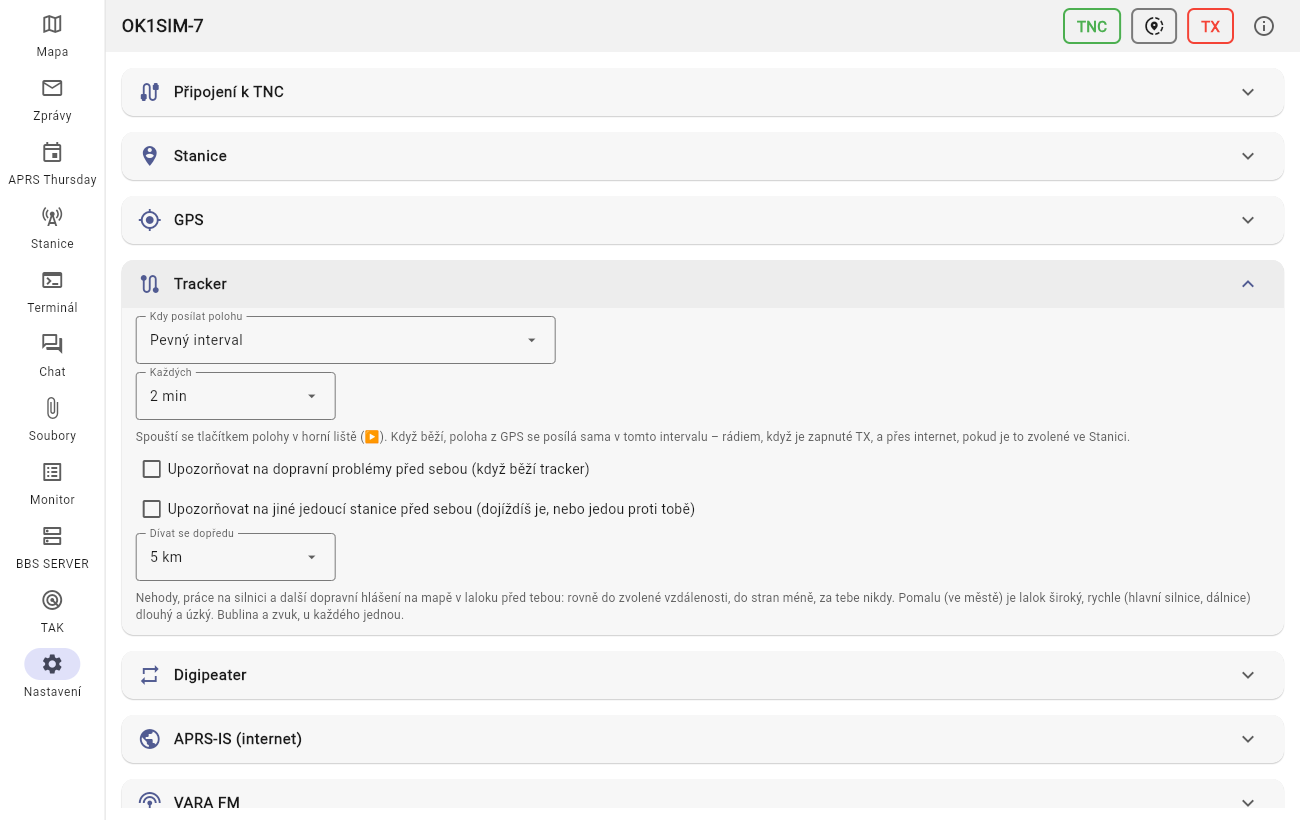 OK1SIM-7
TNC
TX
Mapa
Zprávy
APRS Thursday
Stanice
Terminál
Chat
Soubory
Monitor
BBS SERVER
TAK
Nastavení
Připojení k TNC
Stanice
GPS
Tracker
Kdy posílat polohu
Pevný interval
Každých
2 min
Spouští se tlačítkem polohy v horní liště (▶️). Když běží, poloha z GPS se posílá sama v tomto intervalu – rádiem, když je zapnuté TX, a přes internet, pokud je to zvolené ve Stanici.
Upozorňovat na dopravní problémy před sebou (když běží tracker)
Upozorňovat na jiné jedoucí stanice před sebou (dojíždíš je, nebo jedou proti tobě)
Dívat se dopředu
5 km
Nehody, práce na silnici a další dopravní hlášení na mapě v laloku před tebou: rovně do zvolené vzdálenosti, do stran méně, za tebe nikdy. Pomalu (ve městě) je lalok široký, rychle (hlavní silnice, dálnice)
dlouhý a úzký. Bublina a zvuk, u každého jednou.
Digipeater
APRS-IS (internet)
VARA FM